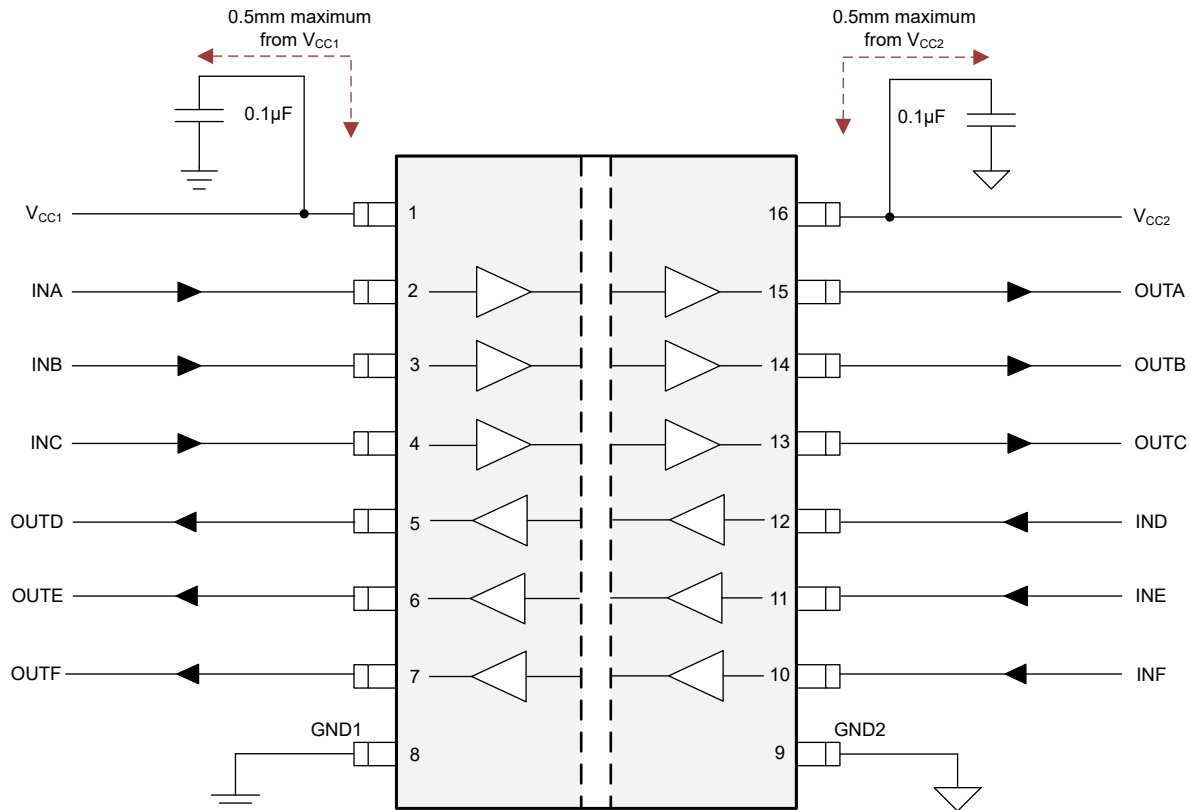 0.5mm maximum
from VCC1
0.5mm maximum
from VCC2
0.1µF
0.1µF
VCC1
1
16
VCC2
INA
2
15
OUTA
INB
3
14
OUTB
INC
4
13
OUTC
OUTD
5
12
IND
OUTE
6
11
INE
OUTF
7
10
INF
GND1
8
9
GND2